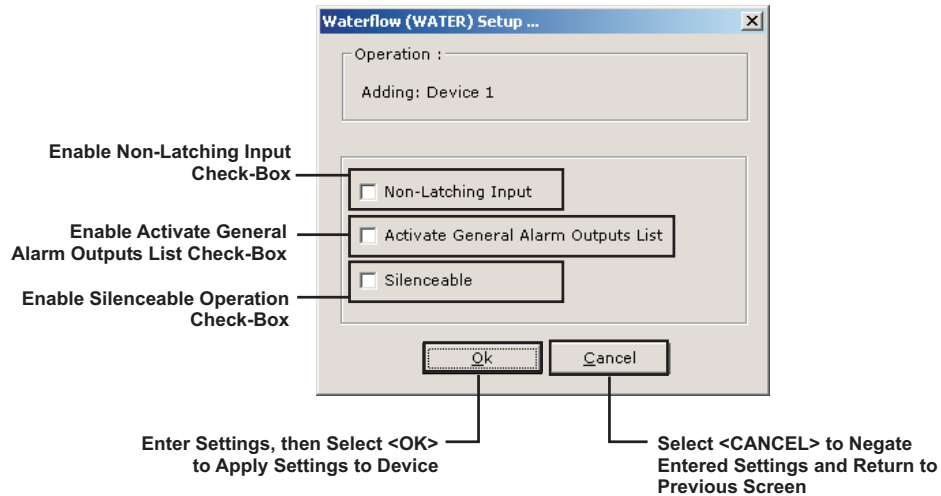 Waterflow (WATER) Setup ...
Operation :
Adding: Device 1
Enable Non-Latching Input
Check-Box
Non-Latching Input
Enable Activate General
Alarm Outputs List Check-Box
Activate General Alarm Outputs List
Silenceable
Enable Silenceable Operation
Check-Box
Ok
Cancel
Enter Settings, then Select <OK>
to Apply Settings to Device
Select <CANCEL> to Negate
Entered Settings and Return to
Previous Screen